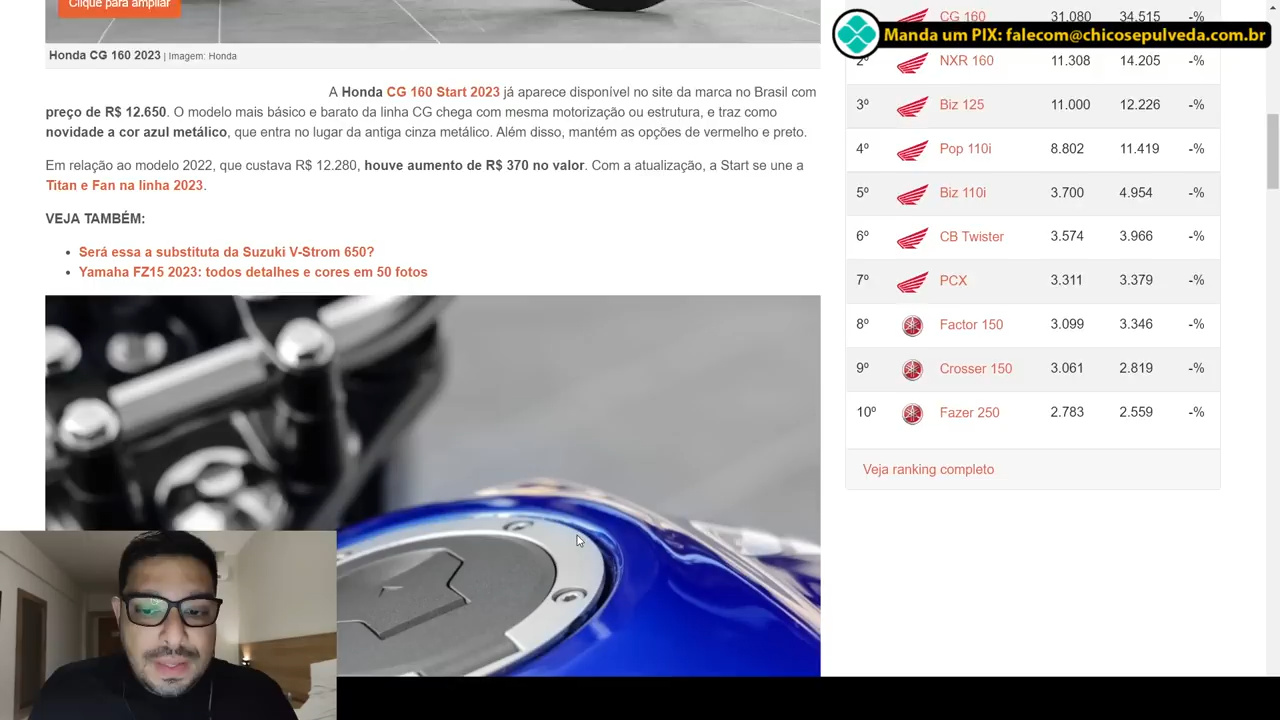 Clique para ampliar
Honda CG 160 2023 | Imagem: Honda
A Honda CG 160 Start 2023 já aparece disponível no site da marca no Brasil com
preço de R$ 12.650. O modelo mais básico e barato da linha CG chega com mesma motorização ou estrutura, e traz como
novidade a cor azul metálico, que entra no lugar da antiga cinza metálico. Além disso, mantém as opções de vermelho e preto.
Em relação ao modelo 2022, que custava R$ 12.280, houve aumento de R$ 370 no valor. Com a atualização, a Start se une a
Titan e Fan na linha 2023.
VEJA TAMBÉM:
Será essa a substituta da Suzuki V-Strom 650?
Yamaha FZ15 2023: todos detalhes e cores em 50 fotos
CG 160 31.080 34.515 -%
Manda um PIX: falecom@chicosepulveda.com.br
2º NXR 160 11.308 14.205 -%
3º Biz 125 11.000 12.226 -%
4º Pop 110i 8.802 11.419 -%
5º Biz 110i 3.700 4.954 -%
6º CB Twister 3.574 3.966 -%
7º PCX 3.311 3.379 -%
8º Factor 150 3.099 3.346 -%
9º Crosser 150 3.061 2.819 -%
10º Fazer 250 2.783 2.559 -%
Veja ranking completo